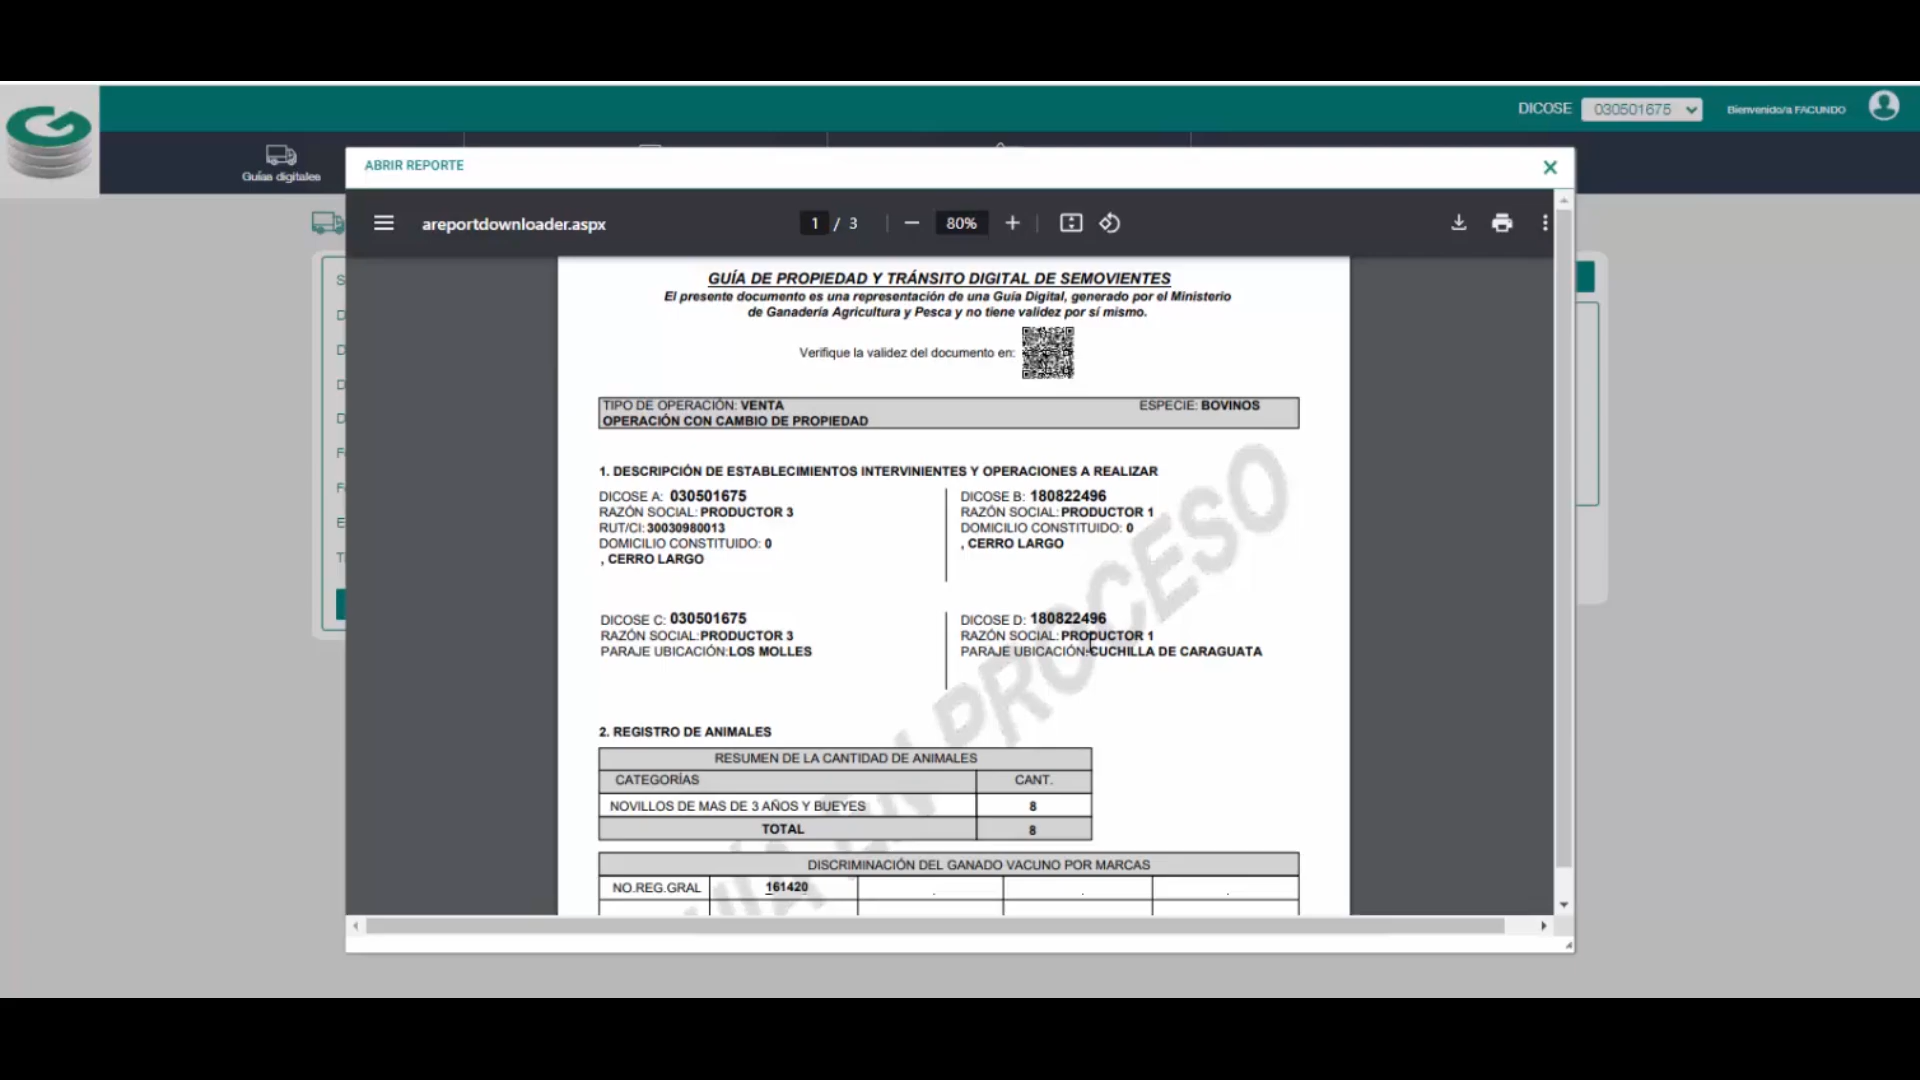 DICOSE 030501675 Bienvenido/a FACUNDO
Guías digitales
ABRIR REPORTE
areportdownloader.aspx 1 / 3 80%
GUÍA DE PROPIEDAD Y TRÁNSITO DIGITAL DE SEMOVIENTES
El presente documento es una representación de una Guía Digital, generado por el Ministerio
de Ganadería Agricultura y Pesca y no tiene validez por sí mismo.
Verifique la validez del documento en:
TIPO DE OPERACIÓN: VENTA ESPECIE: BOVINOS
OPERACIÓN CON CAMBIO DE PROPIEDAD
1. DESCRIPCIÓN DE ESTABLECIMIENTOS INTERVINIENTES Y OPERACIONES A REALIZAR
DICOSE A: 030501675
RAZÓN SOCIAL: PRODUCTOR 3
RUT/CI: 30030980013
DOMICILIO CONSTITUIDO: 0
, CERRO LARGO
DICOSE B: 180822496
RAZÓN SOCIAL: PRODUCTOR 1
DOMICILIO CONSTITUIDO: 0
, CERRO LARGO
DICOSE C: 030501675
RAZÓN SOCIAL: PRODUCTOR 3
PARAJE UBICACIÓN: LOS MOLLES
DICOSE D: 180822496
RAZÓN SOCIAL: PRODUCTOR 1
PARAJE UBICACIÓN: CUCHILLA DE CARAGUATA
2. REGISTRO DE ANIMALES
RESUMEN DE LA CANTIDAD DE ANIMALES
CATEGORÍAS CANT.
NOVILLOS DE MAS DE 3 AÑOS Y BUEYES 8
TOTAL 8
DISCRIMINACIÓN DEL GANADO VACUNO POR MARCAS
NO.REG.GRAL 161420
EN PROCESO